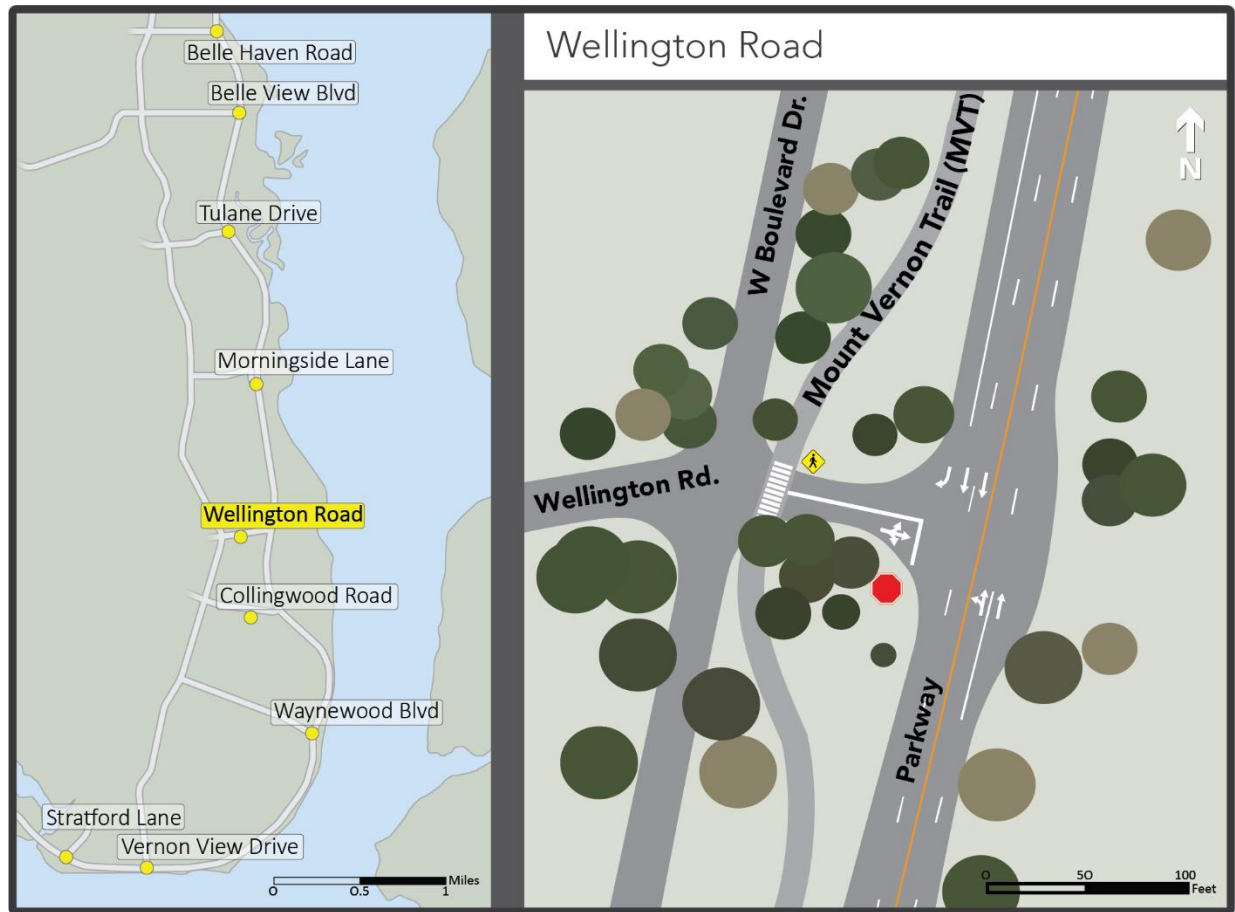 Belle Haven Road
Belle View Blvd
Tulane Drive
Morningside Lane
Wellington Road
Collingwood Road
Waynewood Blvd
Stratford Lane
Vernon View Drive
0 0.5 1 Miles
Wellington Road
W Boulevard Dr.
Mount Vernon Trail (MVT)
N
Wellington Rd.
Parkway
0 50 100 Feet